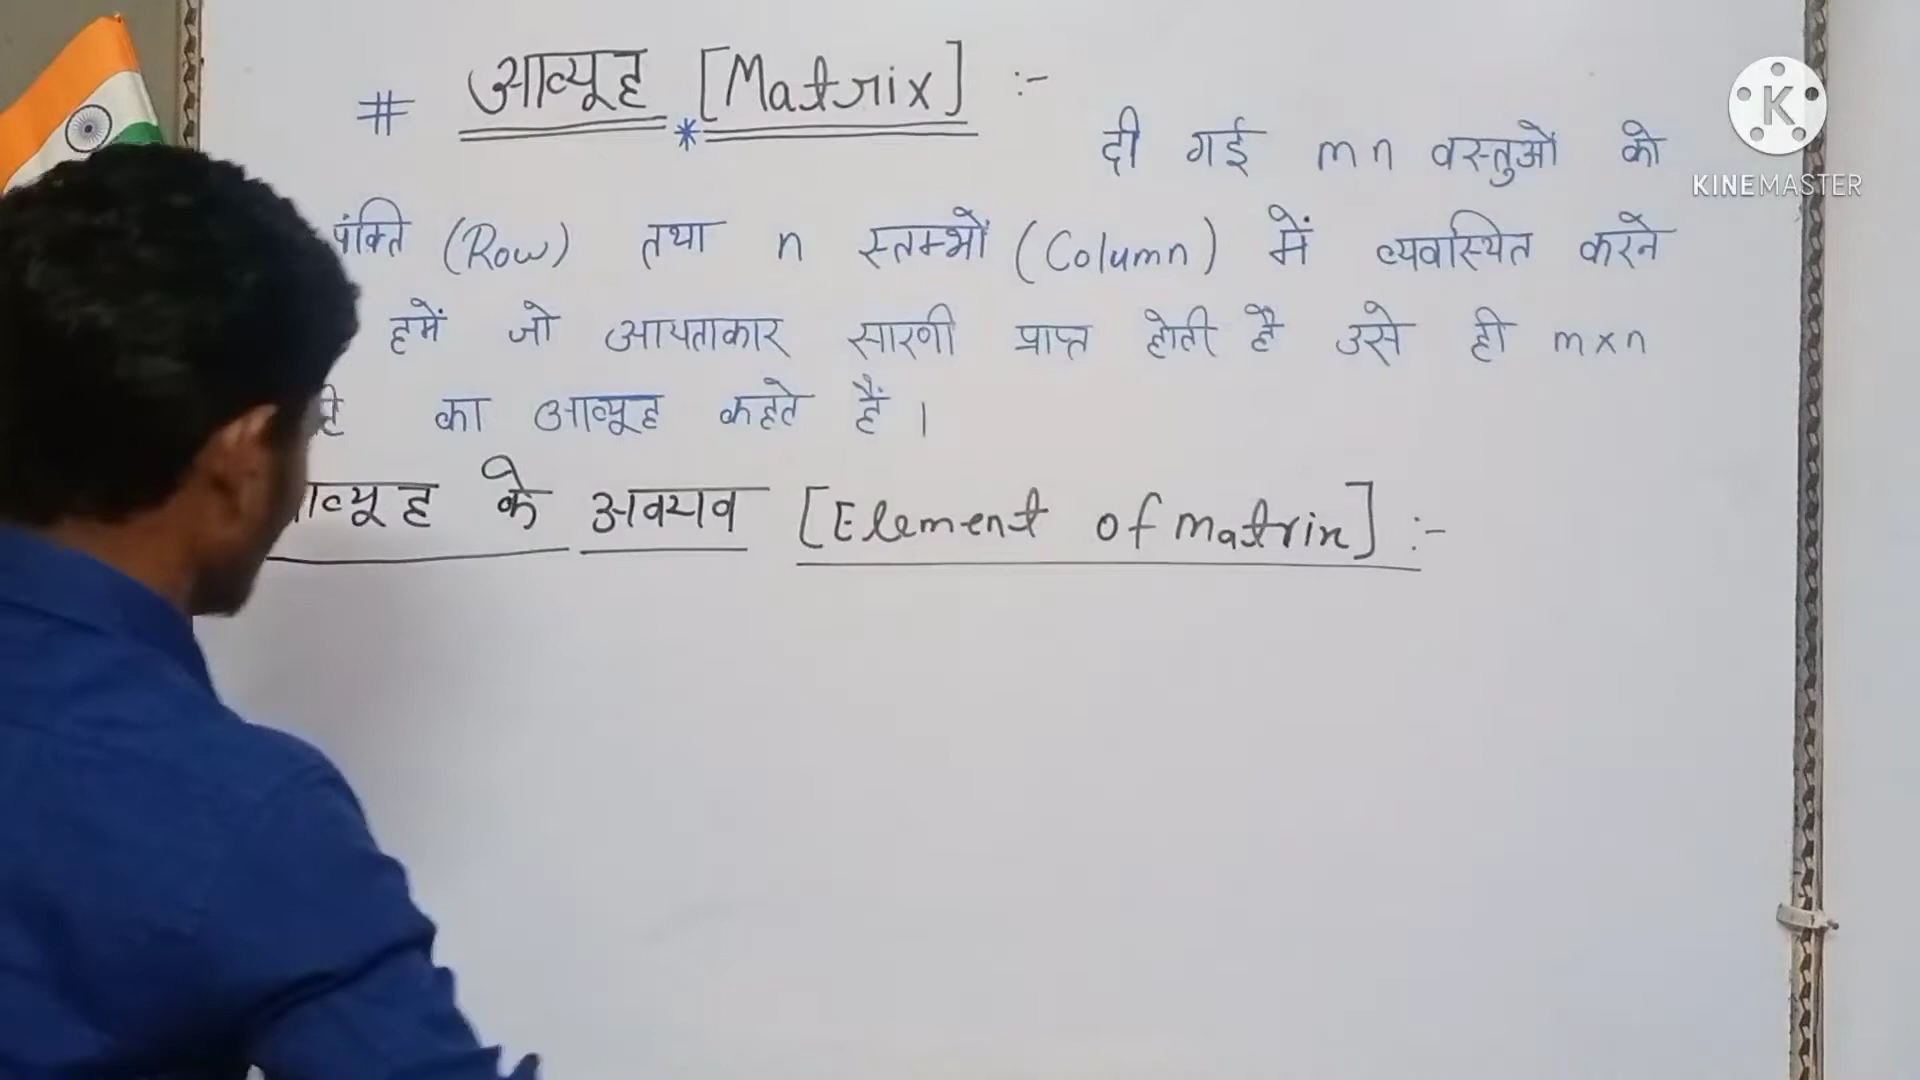 # आव्यूह [Matrix] :-
दी गई mn वस्तुओं को
पंक्ति (Row) तथा n स्तम्भों (Column) में व्यवस्थित करने
हमें जो आयताकार सारणी प्राप्त होती है उसे ही m×n
का आव्यूह कहते हैं ।
के अवयव [Element of matrix] :-
K
KINEMASTER